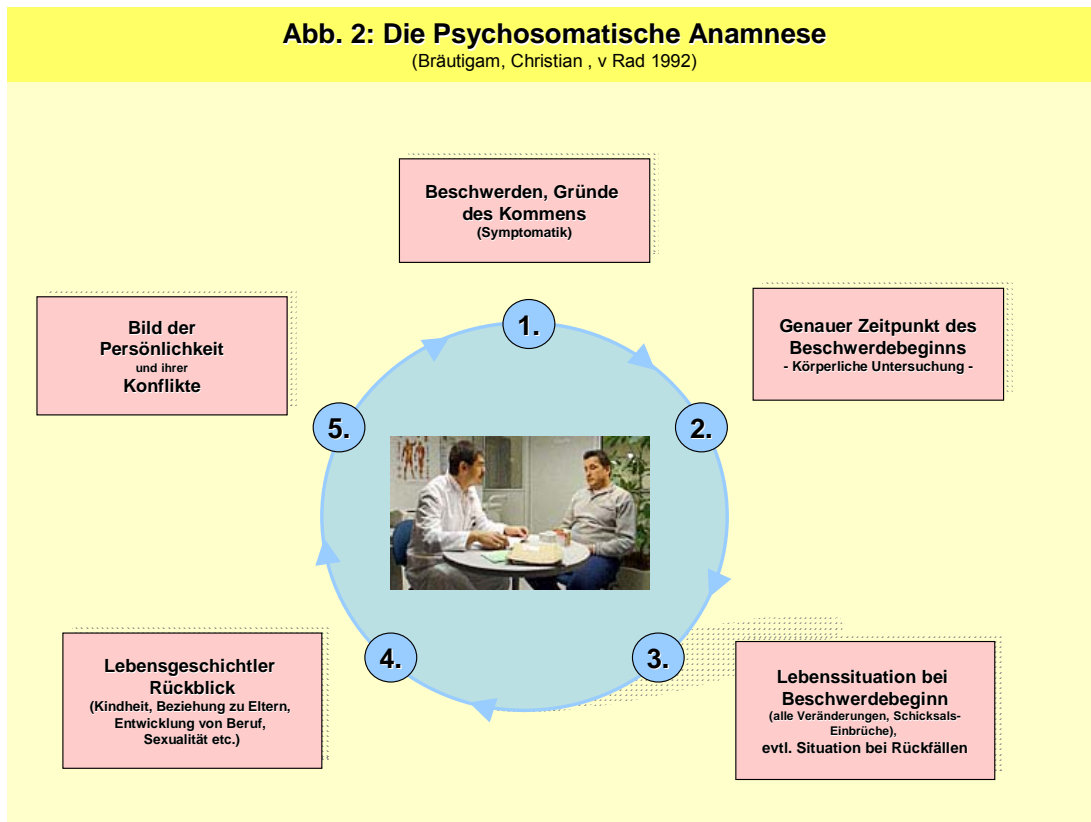 Abb. 2: Die Psychosomatische Anamnese
(Bräutigam, Christian , v Rad 1992)
Beschwerden, Gründe
des Kommens
(Symptomatik)
1.
Genauer Zeitpunkt des
Beschwerdebeginns
- Körperliche Untersuchung -
2.
Lebenssituation bei
Beschwerdebeginn
(alle Veränderungen, Schicksals-
Einbrüche),
evtl. Situation bei Rückfällen
3.
Lebensgeschichtler
Rückblick
(Kindheit, Beziehung zu Eltern,
Entwicklung von Beruf,
Sexualität etc.)
4.
Bild der
Persönlichkeit
und ihrer
Konflikte
5.